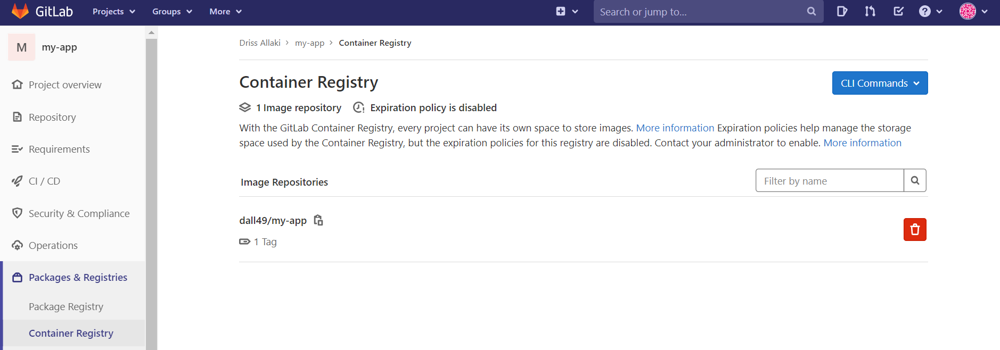 GitLab Projects Groups More Search or jump to...
M my-app
Project overview
Repository
Requirements
CI / CD
Security & Compliance
Operations
Packages & Registries
Package Registry
Container Registry
Driss Allaki > my-app > Container Registry
Container Registry
CLI Commands
1 Image repository Expiration policy is disabled
With the GitLab Container Registry, every project can have its own space to store images. More information Expiration policies help manage the storage
space used by the Container Registry, but the expiration policies for this registry are disabled. Contact your administrator to enable. More information
Image Repositories
Filter by name
dall49/my-app
1 Tag